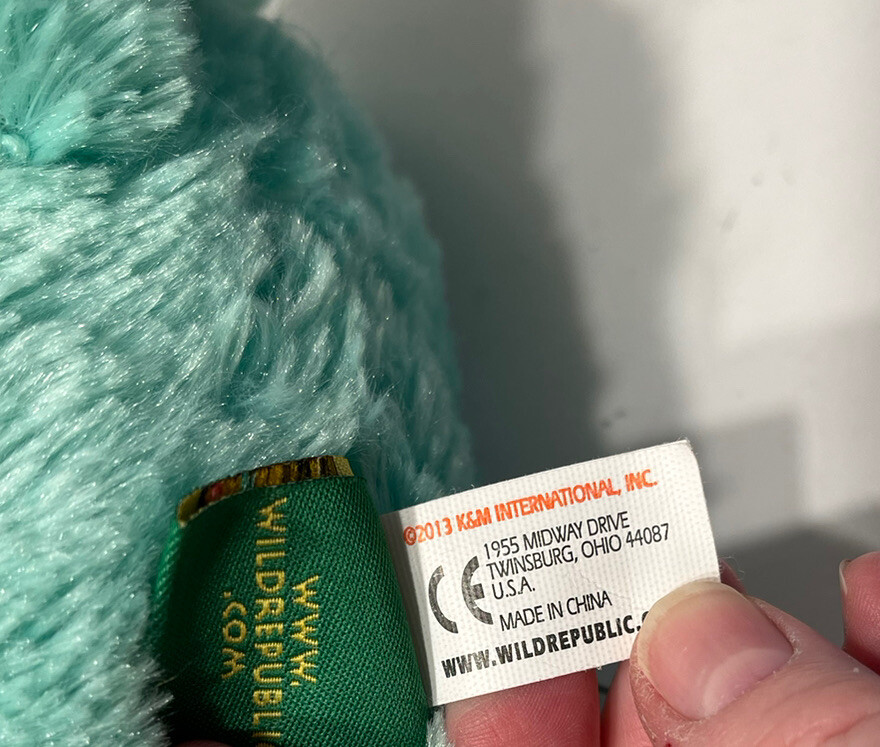 WWW.
WILDREPUBLIC
.COM
©2013 K&M INTERNATIONAL, INC.
1955 MIDWAY DRIVE
TWINSBURG, OHIO 44087
U.S.A.
CE
MADE IN CHINA
WWW.WILDREPUBLIC.